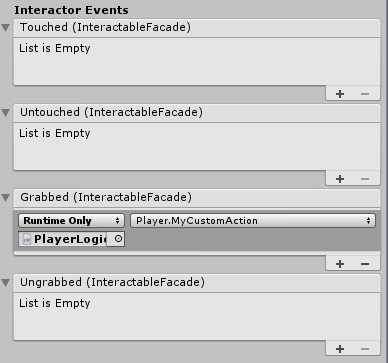 Interactor Events
Touched (InteractableFacade)
List is Empty
Untouched (InteractableFacade)
List is Empty
Grabbed (InteractableFacade)
Runtime Only Player.MyCustomAction
PlayerLogic
Ungrabbed (InteractableFacade)
List is Empty